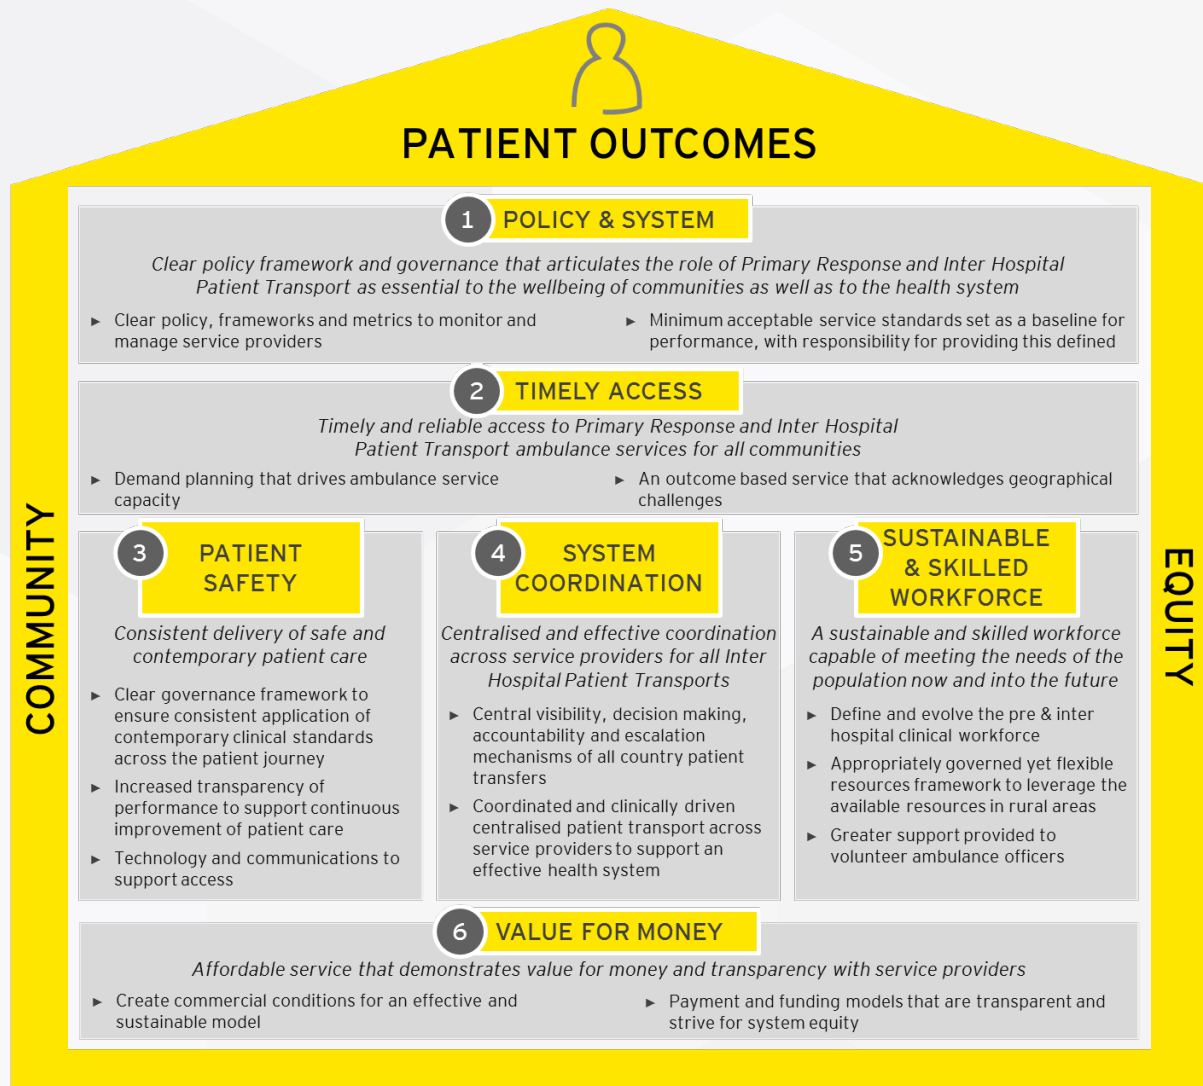 PATIENT OUTCOMES
COMMUNITY
EQUITY
1 POLICY & SYSTEM
Clear policy framework and governance that articulates the role of Primary Response and Inter Hospital
Patient Transport as essential to the wellbeing of communities as well as to the health system
► Clear policy, frameworks and metrics to monitor and
manage service providers
► Minimum acceptable service standards set as a baseline for
performance, with responsibility for providing this defined
2 TIMELY ACCESS
Timely and reliable access to Primary Response and Inter Hospital
Patient Transport ambulance services for all communities
► Demand planning that drives ambulance service
capacity
► An outcome based service that acknowledges geographical
challenges
3 PATIENT
SAFETY
Consistent delivery of safe and
contemporary patient care
► Clear governance framework to
ensure consistent application of
contemporary clinical standards
across the patient journey
► Increased transparency of
performance to support continuous
improvement of patient care
► Technology and communications to
support access
4 SYSTEM
COORDINATION
Centralised and effective coordination
across service providers for all Inter
Hospital Patient Transports
► Central visibility, decision making,
accountability and escalation
mechanisms of all country patient
transfers
► Coordinated and clinically driven
centralised patient transport across
service providers to support an
effective health system
5 SUSTAINABLE
& SKILLED
WORKFORCE
A sustainable and skilled workforce
capable of meeting the needs of the
population now and into the future
► Define and evolve the pre & inter
hospital clinical workforce
► Appropriately governed yet flexible
resources framework to leverage the
available resources in rural areas
► Greater support provided to
volunteer ambulance officers
6 VALUE FOR MONEY
Affordable service that demonstrates value for money and transparency with service providers
► Create commercial conditions for an effective and
sustainable model
► Payment and funding models that are transparent and
strive for system equity